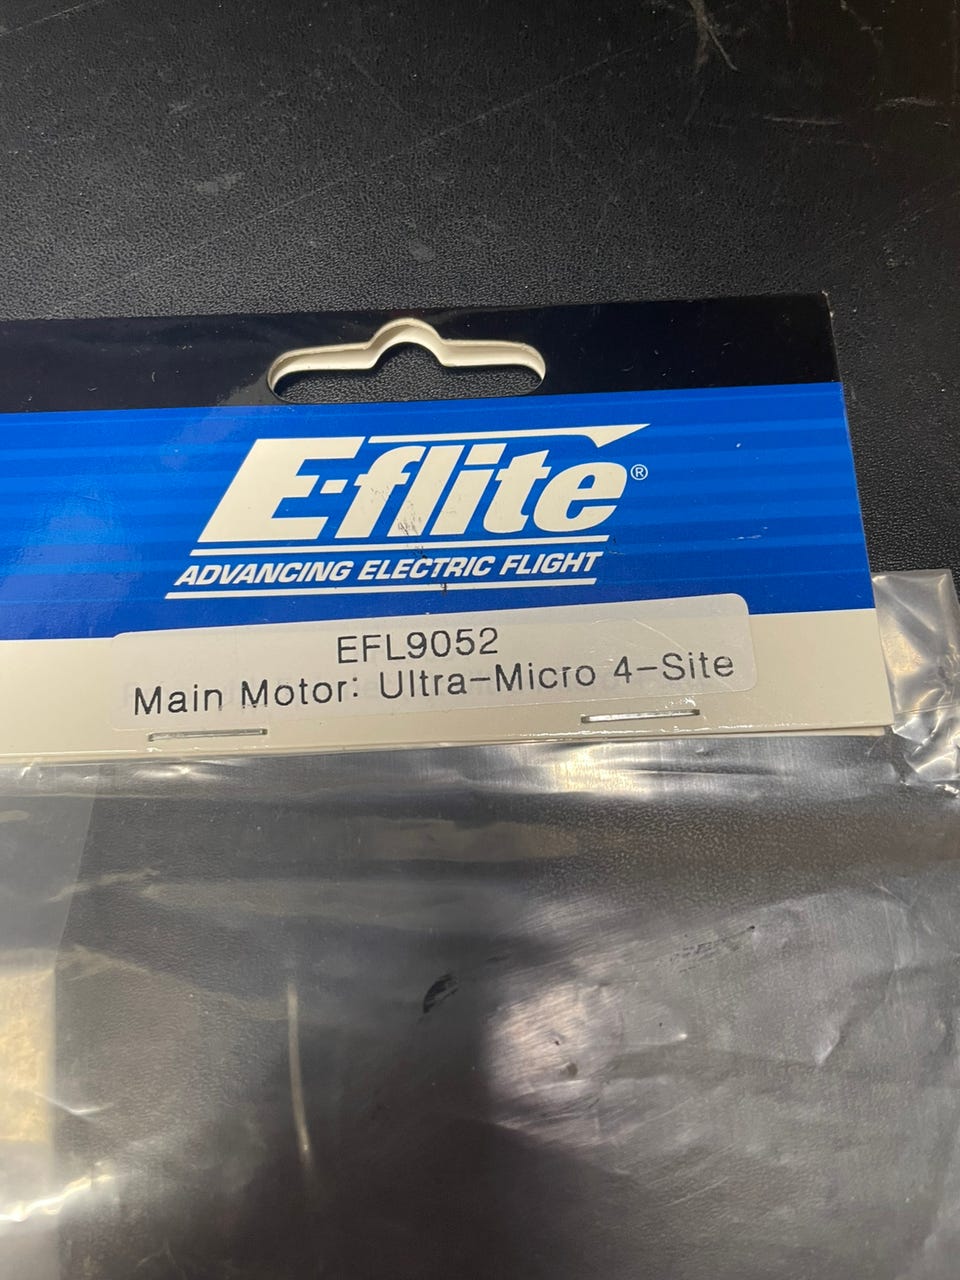 E-flite®
ADVANCING ELECTRIC FLIGHT
EFL9052
Main Motor: Ultra-Micro 4-Site